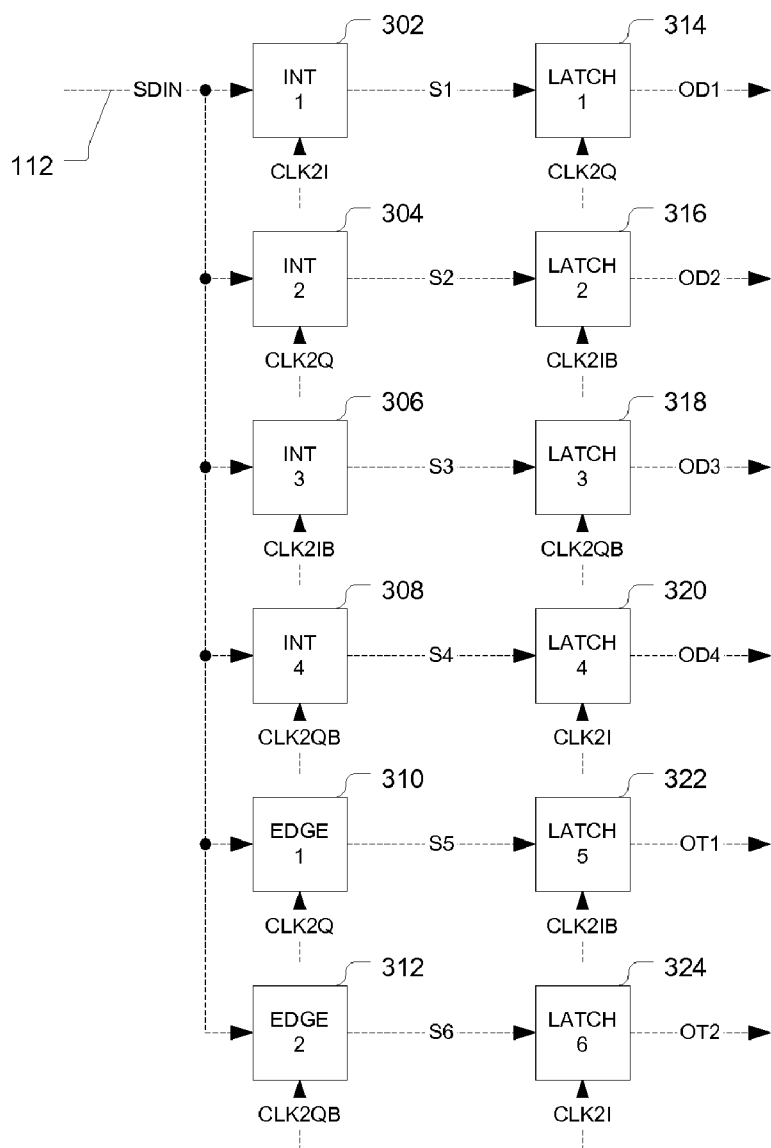 302
314
SDIN
INT
1
S1
LATCH
1
OD1
112
CLK2I
CLK2Q
304
316
INT
2
S2
LATCH
2
OD2
CLK2Q
CLK2IB
306
318
INT
3
S3
LATCH
3
OD3
CLK2IB
CLK2QB
308
320
INT
4
S4
LATCH
4
OD4
CLK2QB
CLK2I
310
322
EDGE
1
S5
LATCH
5
OT1
CLK2Q
CLK2IB
312
324
EDGE
2
S6
LATCH
6
OT2
CLK2QB
CLK2I